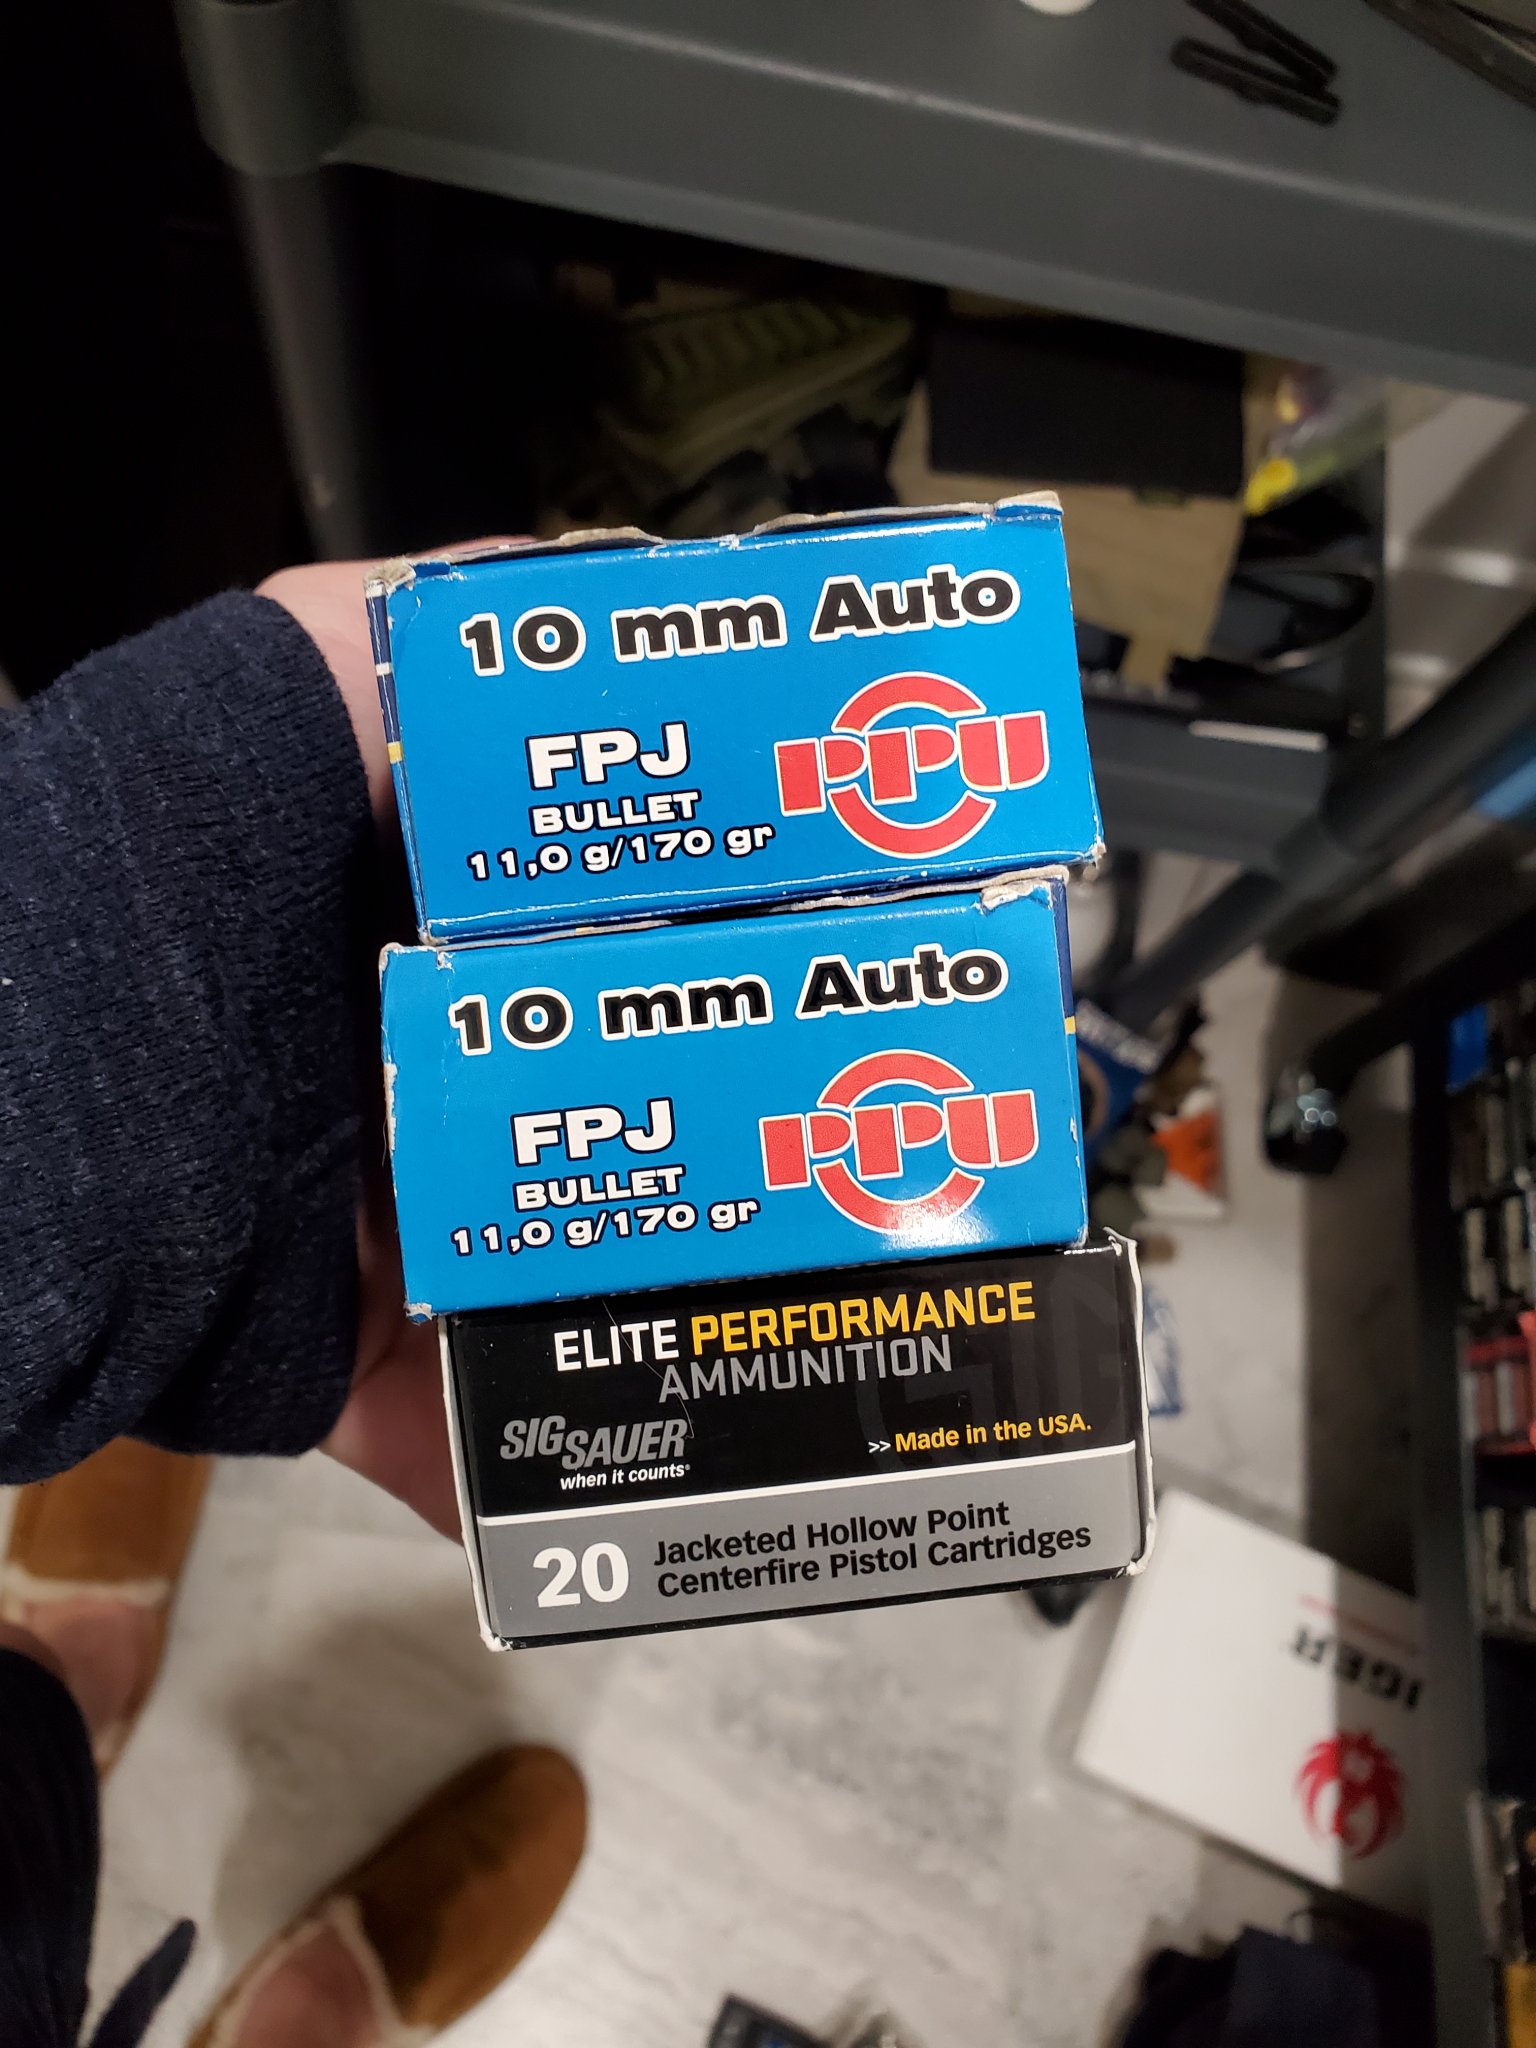 10 mm Auto
FPJ
BULLET
11,0 g/170 gr
PPU
10 mm Auto
FPJ
BULLET
11,0 g/170 gr
PPU
ELITE PERFORMANCE
AMMUNITION
SIG SAUER
when it counts®
>> Made in the USA.
20 Jacketed Hollow Point
Centerfire Pistol Cartridges